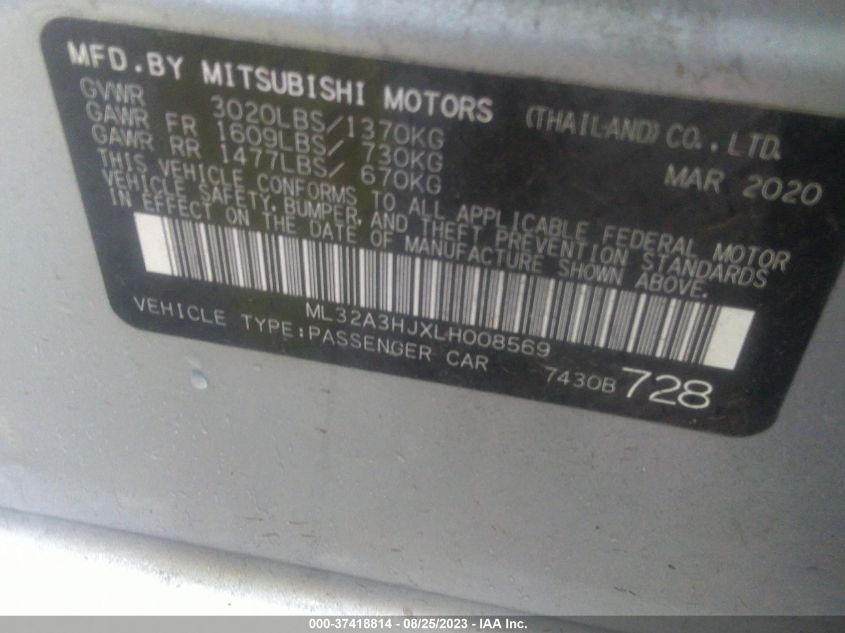 MFD.BY MITSUBISHI MOTORS (THAILAND) CO.,LTD.
GVWR 3020LBS/1370KG MAR 2020
GAWR FR 1609LBS/ 730KG
GAWR RR 1477LBS/ 670KG
THIS VEHICLE CONFORMS TO ALL APPLICABLE FEDERAL MOTOR
VEHICLE SAFETY, BUMPER, AND THEFT PREVENTION STANDARDS
IN EFFECT ON THE DATE OF MANUFACTURE SHOWN ABOVE.
ML32A3HJXLH008569
VEHICLE TYPE:PASSENGER CAR 7430B 728
000-37418814 - 08/25/2023 - IAA Inc.